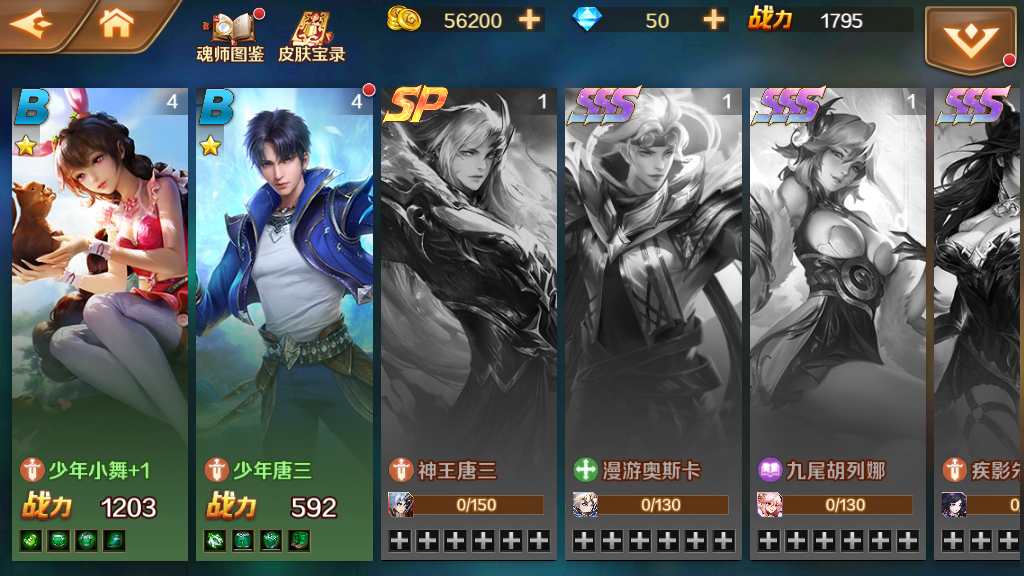 魂师图鉴
皮肤宝录
56200
50
战力 1795
B 4
B 4
SP 1
SSS 1
SSS 1
SSS
少年小舞+1
战力 1203
少年唐三
战力 592
神王唐三
0/150
漫游奥斯卡
0/130
九尾胡列娜
0/130
疾影
0